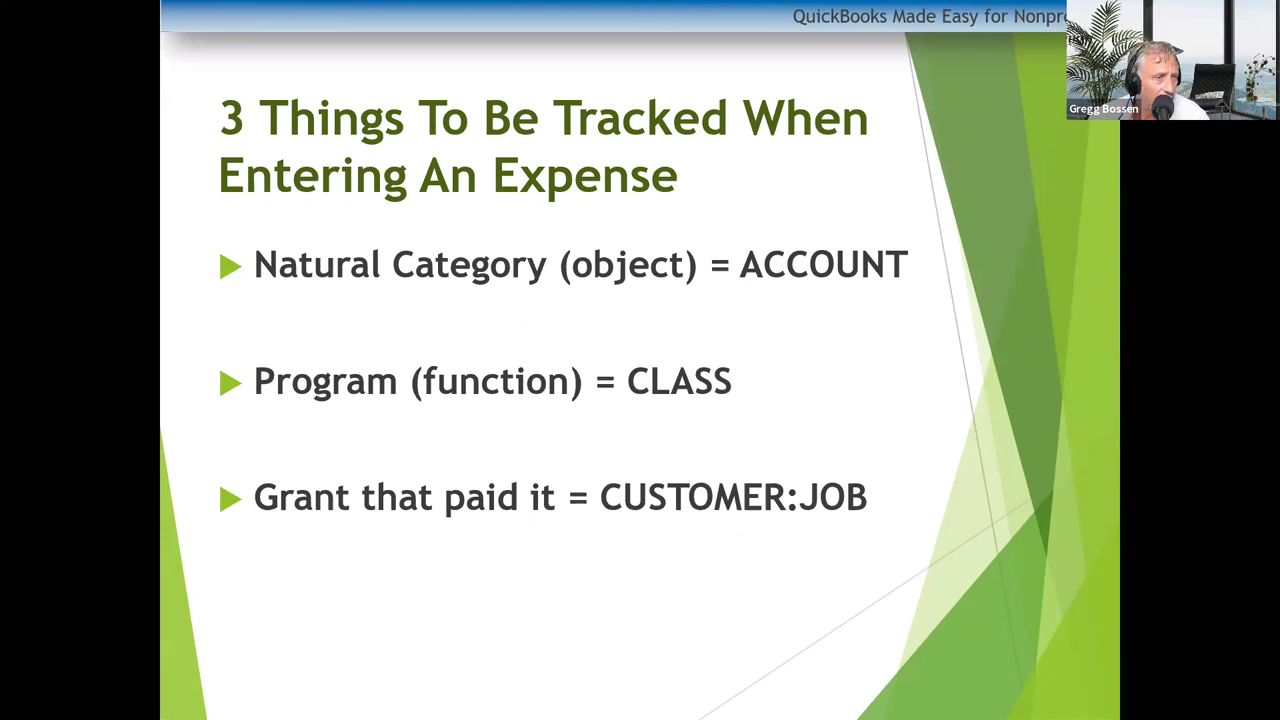 QuickBooks Made Easy for
Gregg Bossen
3 Things To Be Tracked When
Entering An Expense
Natural Category (object) = ACCOUNT
Program (function) = CLASS
Grant that paid it = CUSTOMER:JOB